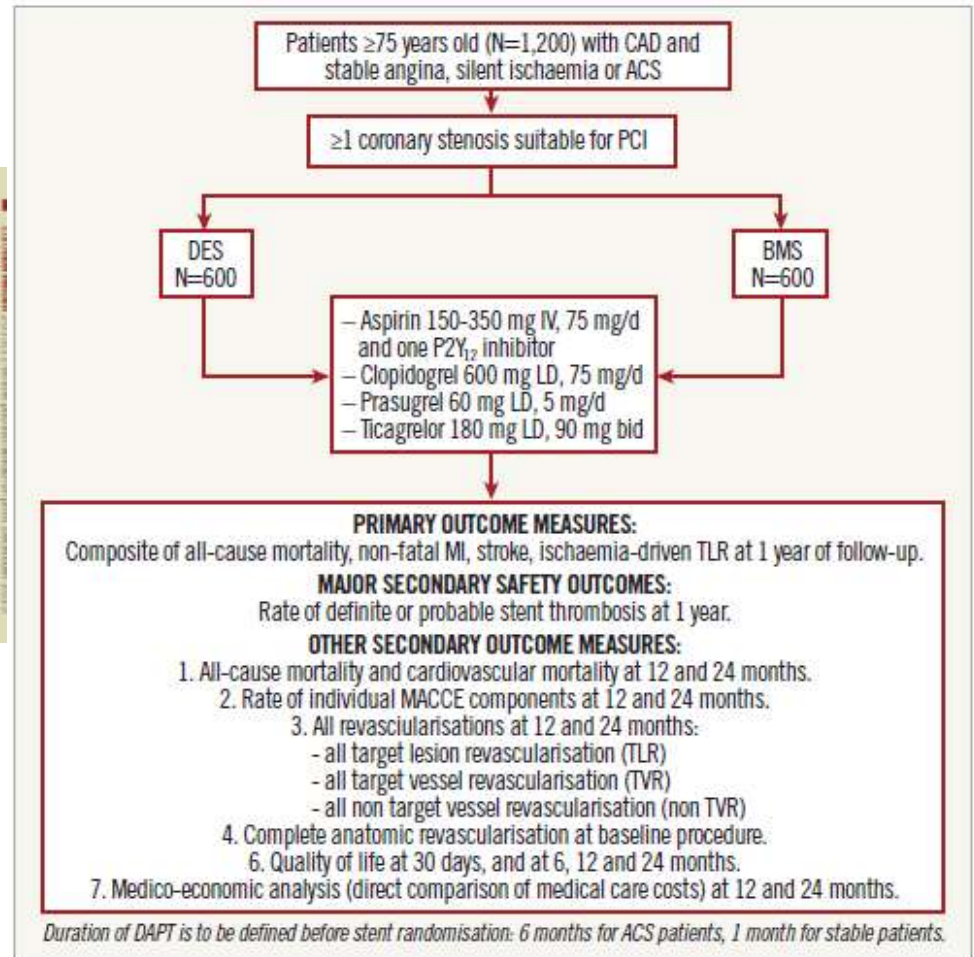 Patients ≥75 years old (N=1,200) with CAD and
stable angina, silent ischaemia or ACS
≥1 coronary stenosis suitable for PCI
DES
N=600
BMS
N=600
– Aspirin 150-350 mg IV, 75 mg/d
and one P2Y₁₂ inhibitor
– Clopidogrel 600 mg LD, 75 mg/d
– Prasugrel 60 mg LD, 5 mg/d
– Ticagrelor 180 mg LD, 90 mg bid
PRIMARY OUTCOME MEASURES:
Composite of all-cause mortality, non-fatal MI, stroke, ischaemia-driven TLR at 1 year of follow-up.
MAJOR SECONDARY SAFETY OUTCOMES:
Rate of definite or probable stent thrombosis at 1 year.
OTHER SECONDARY OUTCOME MEASURES:
1. All-cause mortality and cardiovascular mortality at 12 and 24 months.
2. Rate of individual MACCE components at 12 and 24 months.
3. All revasciularisations at 12 and 24 months:
- all target lesion revascularisation (TLR)
- all target vessel revascularisation (TVR)
- all non target vessel revascularisation (non TVR)
4. Complete anatomic revascularisation at baseline procedure.
6. Quality of life at 30 days, and at 6, 12 and 24 months.
7. Medico-economic analysis (direct comparison of medical care costs) at 12 and 24 months.
Duration of DAPT is to be defined before stent randomisation: 6 months for ACS patients, 1 month for stable patients.